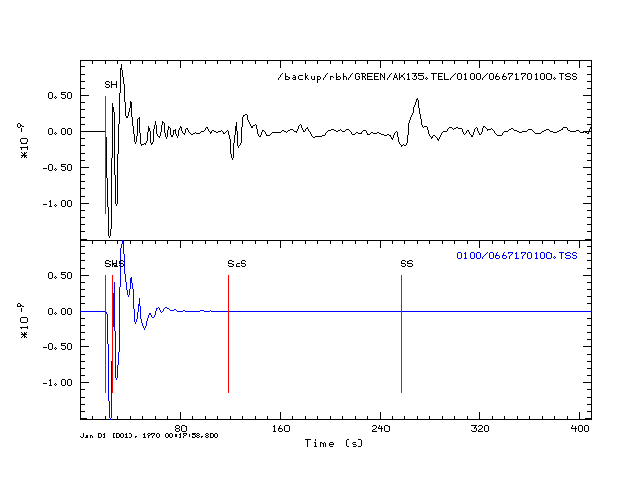 /backup/rbh/GREEN/AK135.TEL/0100/0667170100.TSS
SH
0.50
0.00
-0.50
-1.00
*10 -9
0100/0667170100.TSS
ScS
SS
0.50
0.00
-0.50
-1.00
*10 -9
80
160
240
320
400
Jan 01 (001), 1970 00:17:58.800
Time (s)